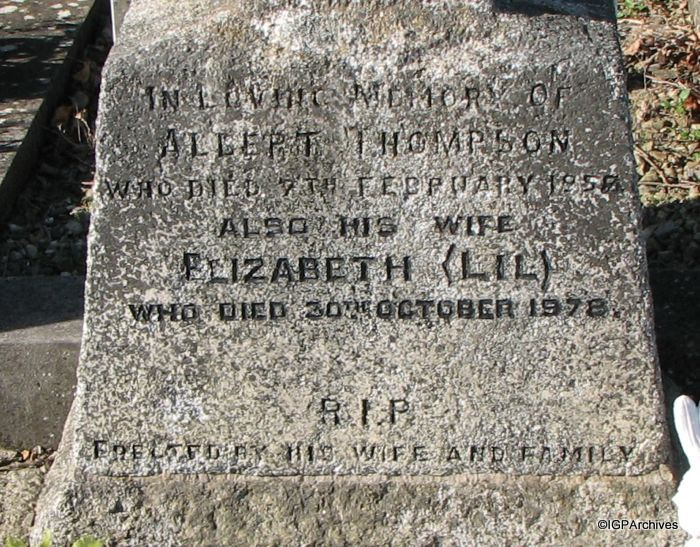 In Loving Memory Of
Albert Thompson
who died 7th February 1958.
also his wife
Elizabeth (Lil)
who died 30th October 1978.
R.I.P.
Erected by his wife and family.
©IGPArchives